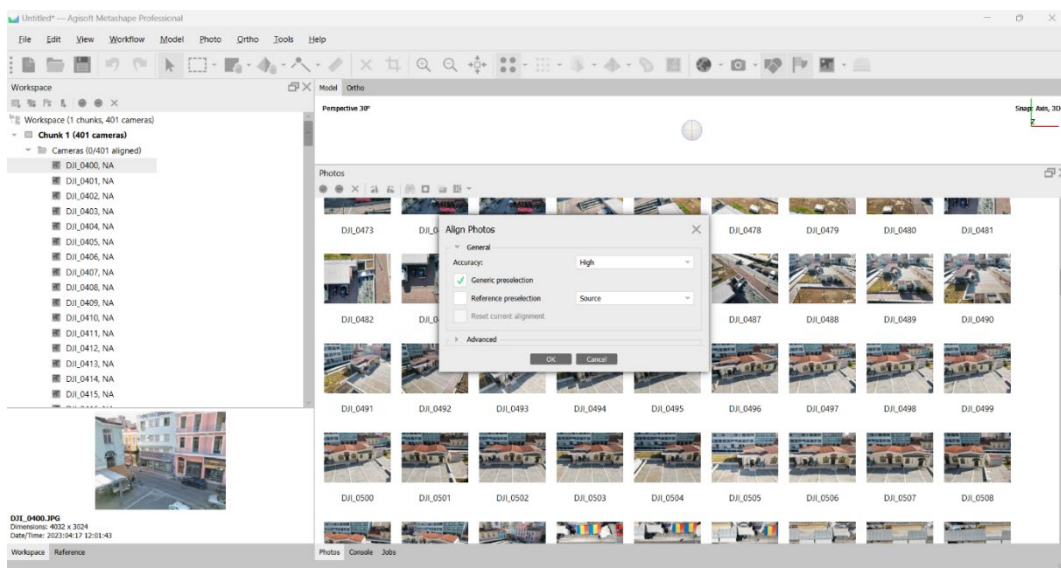 Untitled* — Agisoft Metashape Professional
File Edit View Workflow Model Photo Ortho Tools Help
Workspace
Model Ortho
Perspective 30°
Snap: Axis, 3D
Z
Workspace (1 chunks, 401 cameras)
Chunk 1 (401 cameras)
Cameras (0/401 aligned)
DJI_0400, NA
DJI_0401, NA
DJI_0402, NA
DJI_0403, NA
DJI_0404, NA
DJI_0405, NA
DJI_0406, NA
DJI_0407, NA
DJI_0408, NA
DJI_0409, NA
DJI_0410, NA
DJI_0411, NA
DJI_0412, NA
DJI_0413, NA
DJI_0414, NA
DJI_0415, NA
DJI_0400.JPG
Dimensions: 4032 x 3024
Date/Time: 2023:04:17 12:01:43
Workspace Reference
Photos
DJI_0473 DJI_0478 DJI_0479 DJI_0480 DJI_0481
DJI_0482 DJI_0487 DJI_0488 DJI_0489 DJI_0490
DJI_0491 DJI_0492 DJI_0493 DJI_0494 DJI_0495 DJI_0496 DJI_0497 DJI_0498 DJI_0499
DJI_0500 DJI_0501 DJI_0502 DJI_0503 DJI_0504 DJI_0505 DJI_0506 DJI_0507 DJI_0508
Align Photos
General
Accuracy: High
Generic preselection
Reference preselection Source
Reset current alignment
Advanced
OK Cancel
Photos Console Jobs